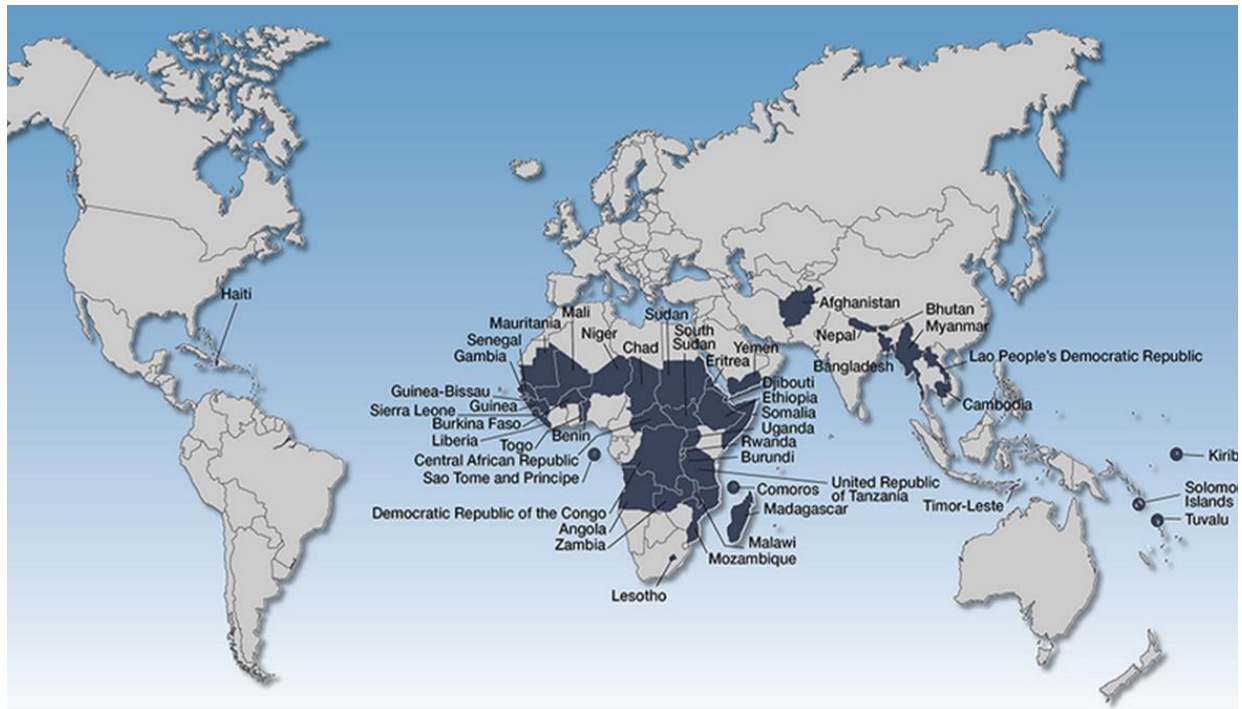 Haiti
Mali
Mauritania
Niger
Sudan
South
Sudan
Senegal
Gambia
Chad
Eritrea
Yemen
Afghanistan
Bhutan
Nepal
Myanmar
Bangladesh
Lao People's Democratic Republic
Cambodia
Djibouti
Ethiopia
Somalia
Uganda
Rwanda
Burundi
Guinea-Bissau
Guinea
Sierra Leone
Burkina Faso
Liberia
Togo
Benin
Central African Republic
Sao Tome and Principe
United Republic
of Tanzania
Comoros
Madagascar
Democratic Republic of the Congo
Angola
Zambia
Malawi
Mozambique
Lesotho
Timor-Leste
Kirib
Solomon
Islands
Tuvalu